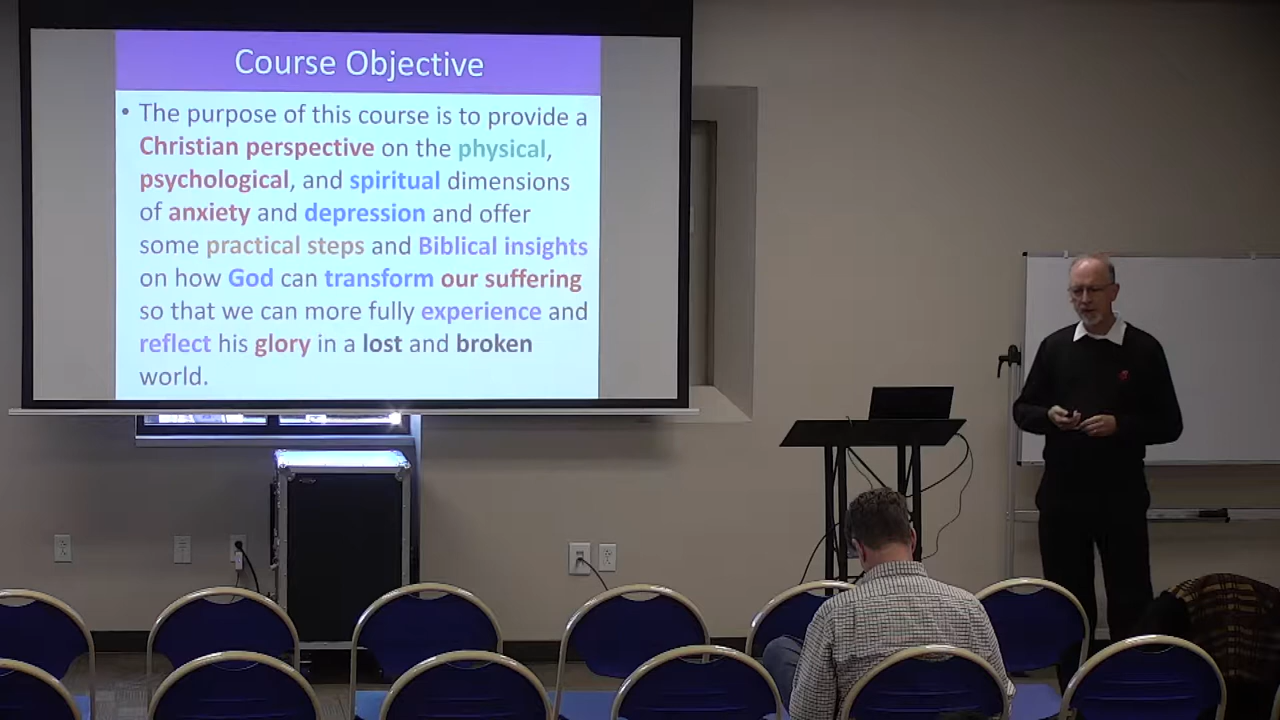 Course Objective
• The purpose of this course is to provide a
Christian perspective on the physical,
psychological, and spiritual dimensions
of anxiety and depression and offer
some practical steps and Biblical insights
on how God can transform our suffering
so that we can more fully experience and
reflect his glory in a lost and broken
world.